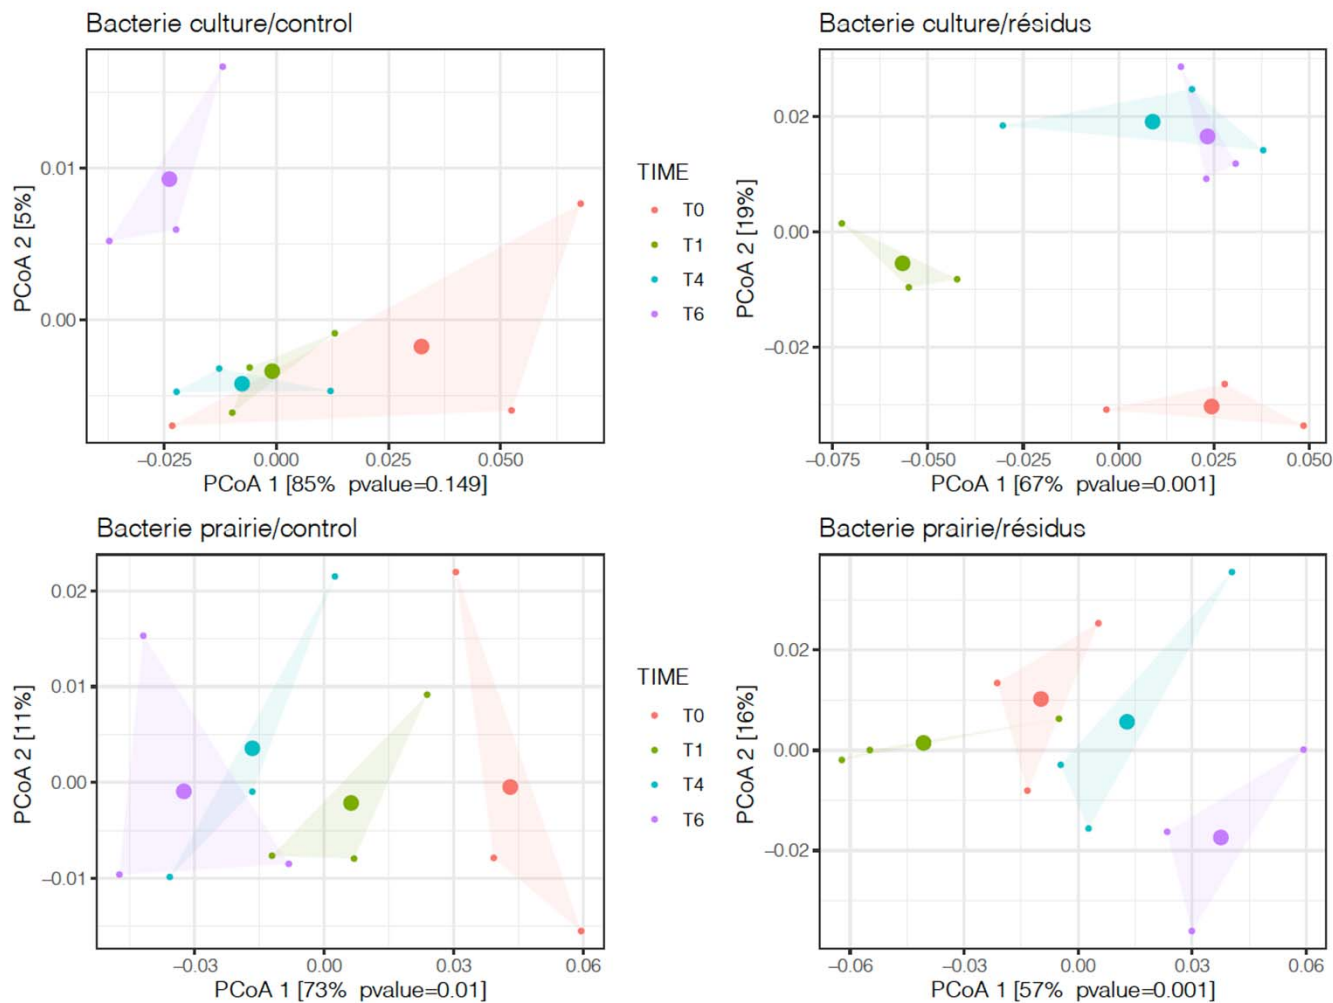 Bacterie culture/control
PCoA 2 [5%]
0.01
0.00
−0.025 0.000 0.025 0.050
PCoA 1 [85% pvalue=0.149]
TIME
T0
T1
T4
T6
Bacterie culture/résidus
PCoA 2 [19%]
0.02
0.00
−0.02
−0.075 −0.050 −0.025 0.000 0.025 0.050
PCoA 1 [67% pvalue=0.001]
Bacterie prairie/control
PCoA 2 [11%]
0.02
0.01
0.00
−0.01
−0.03 0.00 0.03 0.06
PCoA 1 [73% pvalue=0.01]
TIME
T0
T1
T4
T6
Bacterie prairie/résidus
PCoA 2 [16%]
0.02
0.00
−0.02
−0.06 −0.03 0.00 0.03 0.06
PCoA 1 [57% pvalue=0.001]